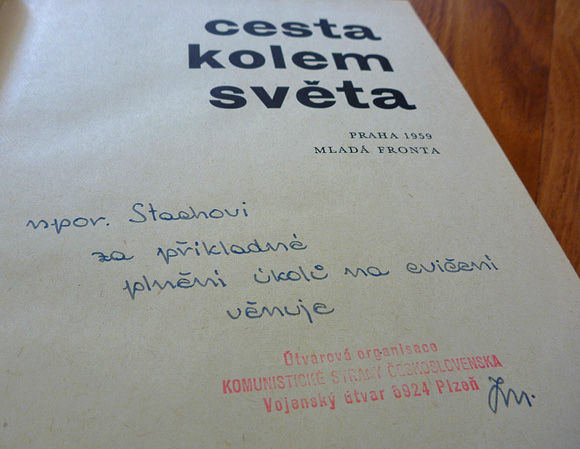 cesta
kolem
světa
PRAHA 1959
MLADÁ FRONTA
npor. Stachovi
za příkladné
plnění úkolů na cvičení
věnuje
Útvarová organisace
KOMUNISTICKÉ STRANY ČESKOSLOVENSKA
Vojenský útvar 5924 Plzeň